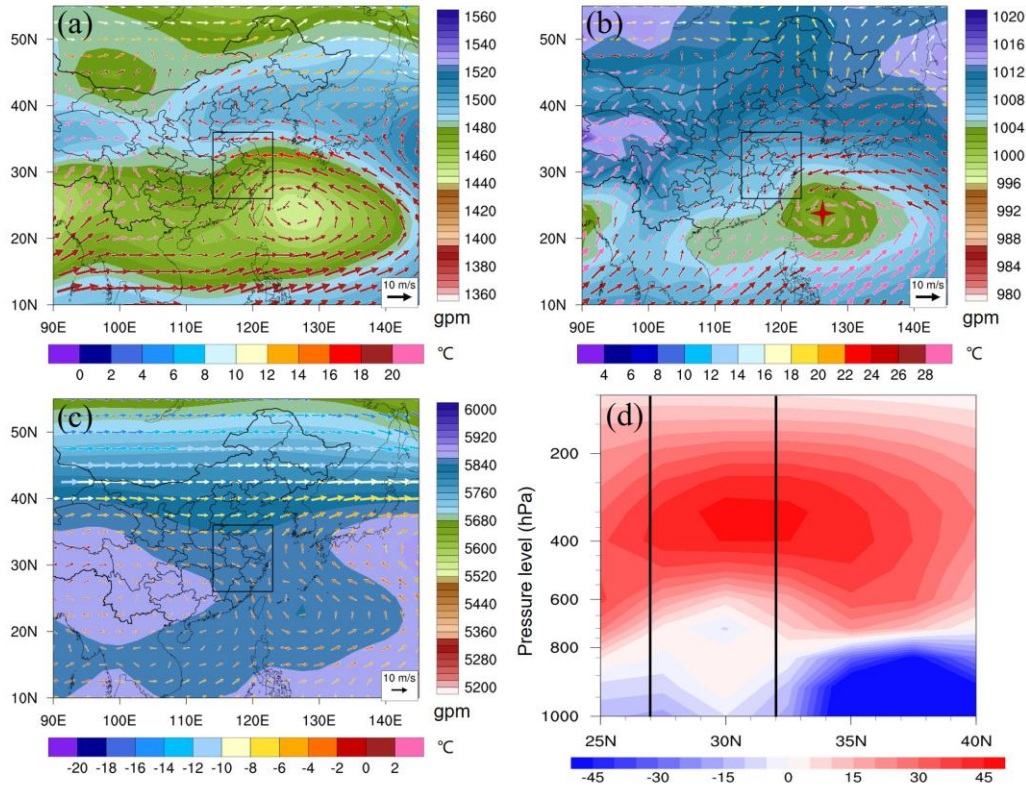 (a)
50N
40N
30N
20N
10N
90E 100E 110E 120E 130E 140E
10 m/s
1560
1540
1520
1500
1480
1460
1440
1420
1400
1380
1360
gpm
0 2 4 6 8 10 12 14 16 18 20
℃
(b)
50N
40N
30N
20N
10N
90E 100E 110E 120E 130E 140E
10 m/s
1020
1016
1012
1008
1004
1000
996
992
988
984
980
gpm
4 6 8 10 12 14 16 18 20 22 24 26 28
℃
(c)
50N
40N
30N
20N
10N
90E 100E 110E 120E 130E 140E
10 m/s
6000
5920
5840
5760
5680
5600
5520
5440
5360
5280
5200
gpm
-20 -18 -16 -14 -12 -10 -8 -6 -4 -2 0 2
℃
(d)
Pressure level (hPa)
200
400
600
800
1000
25N 30N 35N 40N
-45 -30 -15 0 15 30 45